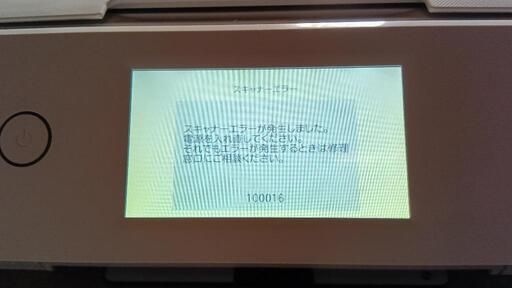 スキャナーエラー
スキャナーエラーが発生しました。
電源を入れ直してください。
それでもエラーが発生するときは修理
窓口にご相談ください。
100016